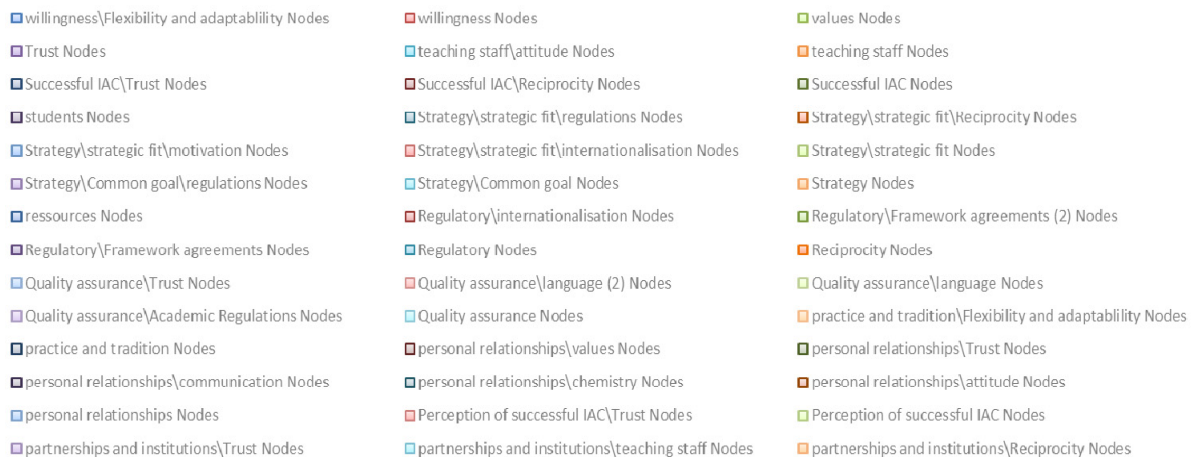 willingness\Flexibility and adaptablility Nodes willingness Nodes values Nodes
Trust Nodes teaching staff\attitude Nodes teaching staff Nodes
Successful IAC\Trust Nodes Successful IAC\Reciprocity Nodes Successful IAC Nodes
students Nodes Strategy\strategic fit\regulations Nodes Strategy\strategic fit\Reciprocity Nodes
Strategy\strategic fit\motivation Nodes Strategy\strategic fit\internationalisation Nodes Strategy\strategic fit Nodes
Strategy\Common goal\regulations Nodes Strategy\Common goal Nodes Strategy Nodes
ressources Nodes Regulatory\internationalisation Nodes Regulatory\Framework agreements (2) Nodes
Regulatory\Framework agreements Nodes Regulatory Nodes Reciprocity Nodes
Quality assurance\Trust Nodes Quality assurance\language (2) Nodes Quality assurance\language Nodes
Quality assurance\Academic Regulations Nodes Quality assurance Nodes practice and tradition\Flexibility and adaptablility Nodes
practice and tradition Nodes personal relationships\values Nodes personal relationships\Trust Nodes
personal relationships\communication Nodes personal relationships\chemistry Nodes personal relationships\attitude Nodes
personal relationships Nodes Perception of successful IAC\Trust Nodes Perception of successful IAC Nodes
partnerships and institutions\Trust Nodes partnerships and institutions\teaching staff Nodes partnerships and institutions\Reciprocity Nodes